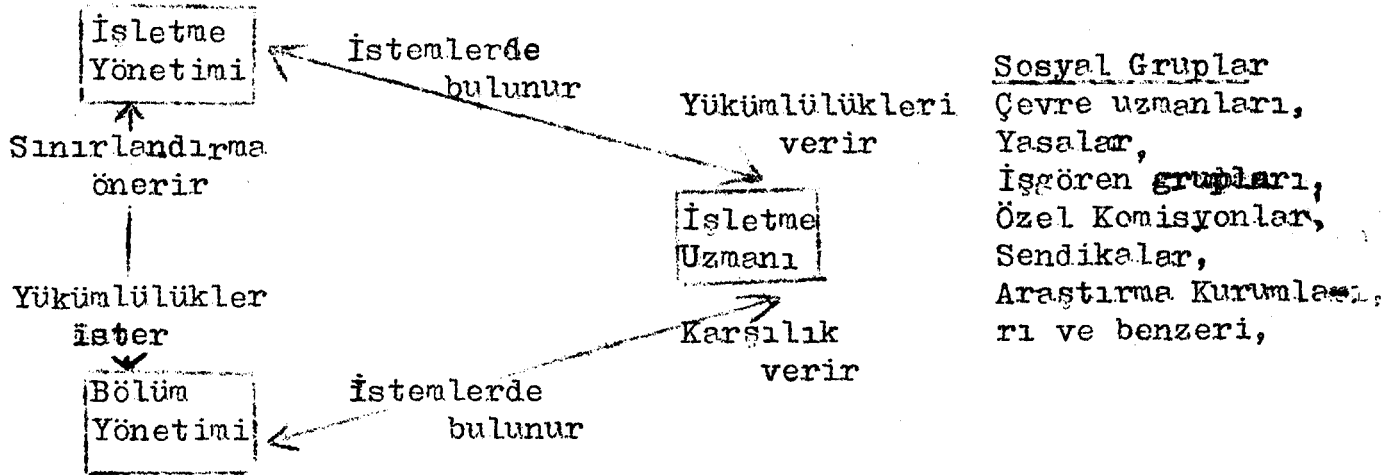 İşletme
Yönetimi
İstemlerde
bulunur
Yükümlülükleri
verir
Sınırlandırma
önerir
İşletme
Uzmanı
Yükümlülükler
ister
Karşılık
verir
Bölüm
Yönetimi
İstemlerde
bulunur
Sosyal Gruplar
Çevre uzmanları,
Yasalar,
İşgören grupları,
Özel Komisyonlar,
Sendikalar,
Araştırma
rı ve benzeri,